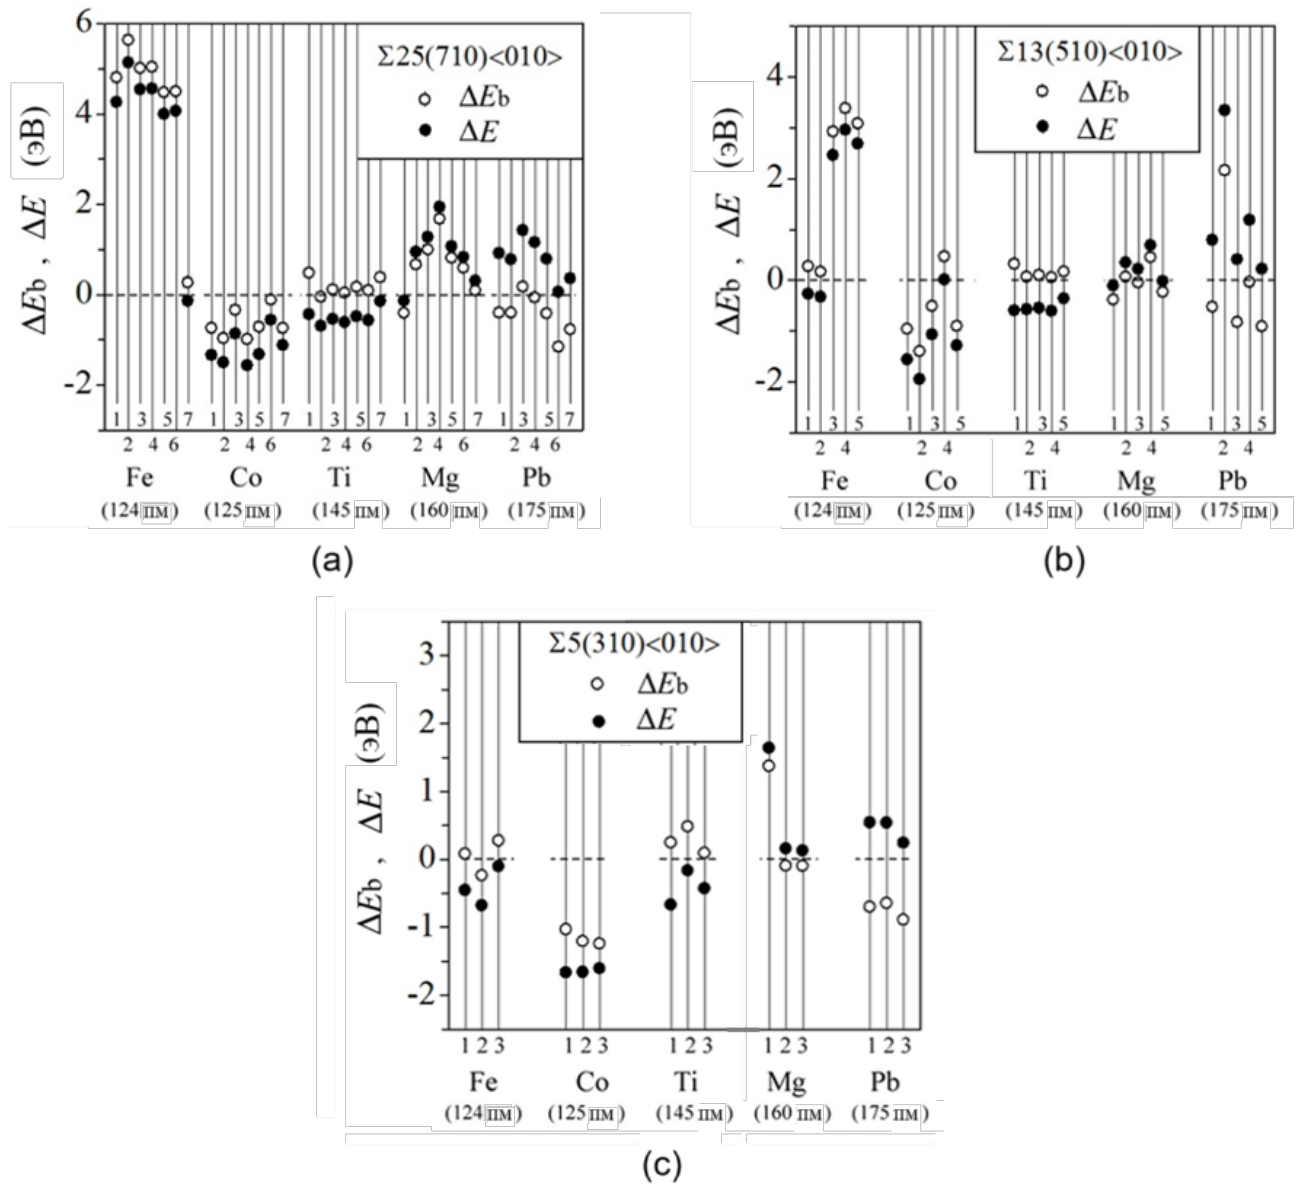 6
4
2
0
-2
ΔEb , ΔE (эВ)
Σ25(710)<010>
ΔEb
ΔE
1 3 5 7 1 3 5 7 1 3 5 7 1 3 5 7 1 3 5 7
2 4 6 2 4 6 2 4 6 2 4 6 2 4 6
Fe Co Ti Mg Pb
(124 пм) (125 пм) (145 пм) (160 пм) (175 пм)
(a)
4
2
0
-2
ΔEb , ΔE (эВ)
Σ13(510)<010>
ΔEb
ΔE
1 3 5 1 3 5 1 3 5 1 3 5 1 3 5
2 4 2 4 2 4 2 4 2 4
Fe Co Ti Mg Pb
(124 пм) (125 пм) (145 пм) (160 пм) (175 пм)
(b)
3
2
1
0
-1
-2
ΔEb , ΔE (эВ)
Σ5(310)<010>
ΔEb
ΔE
1 2 3 1 2 3 1 2 3 1 2 3 1 2 3
Fe Co Ti Mg Pb
(124 пм) (125 пм) (145 пм) (160 пм) (175 пм)
(c)